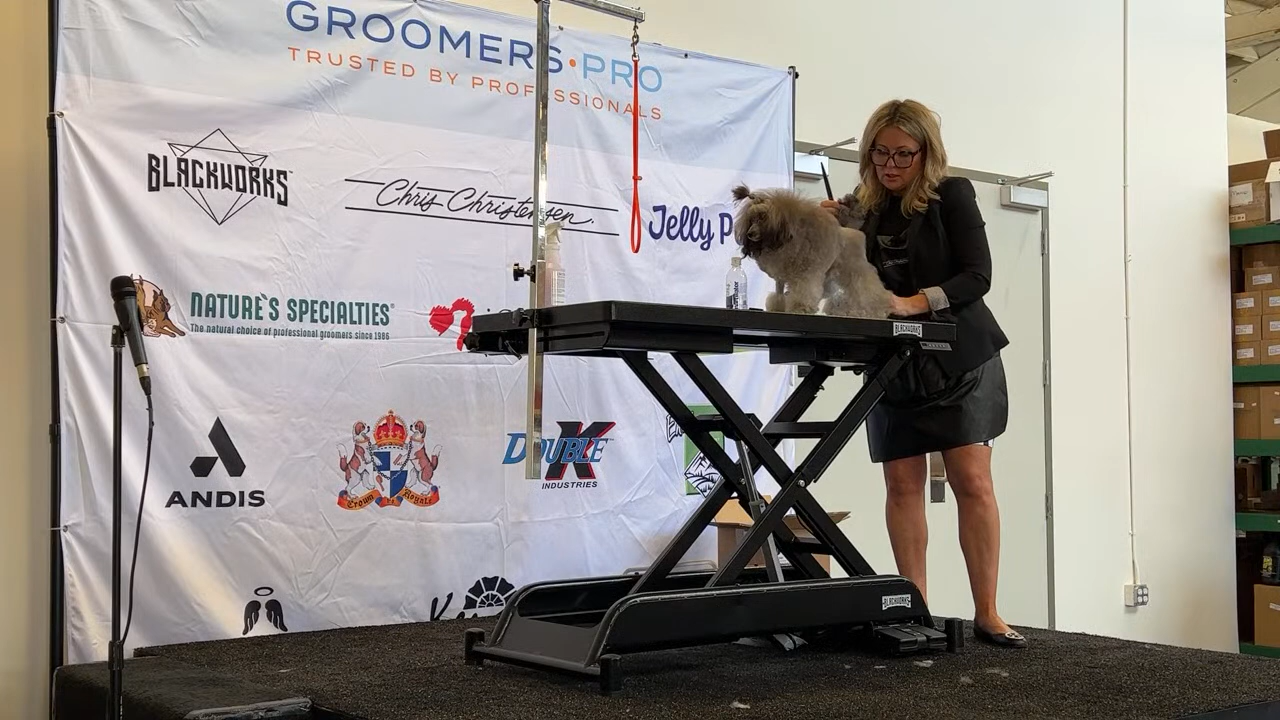 GROOMERS•PRO
TRUSTED BY PROFESSIONALS
BLACKWORKS
Chris Christensen.
Jelly P
NATURE'S SPECIALTIES®
The natural choice of professional groomers since 1986
ANDIS
Crown Royale
DOUBLE K
INDUSTRIES
BLACKWORKS
BLACKWORKS